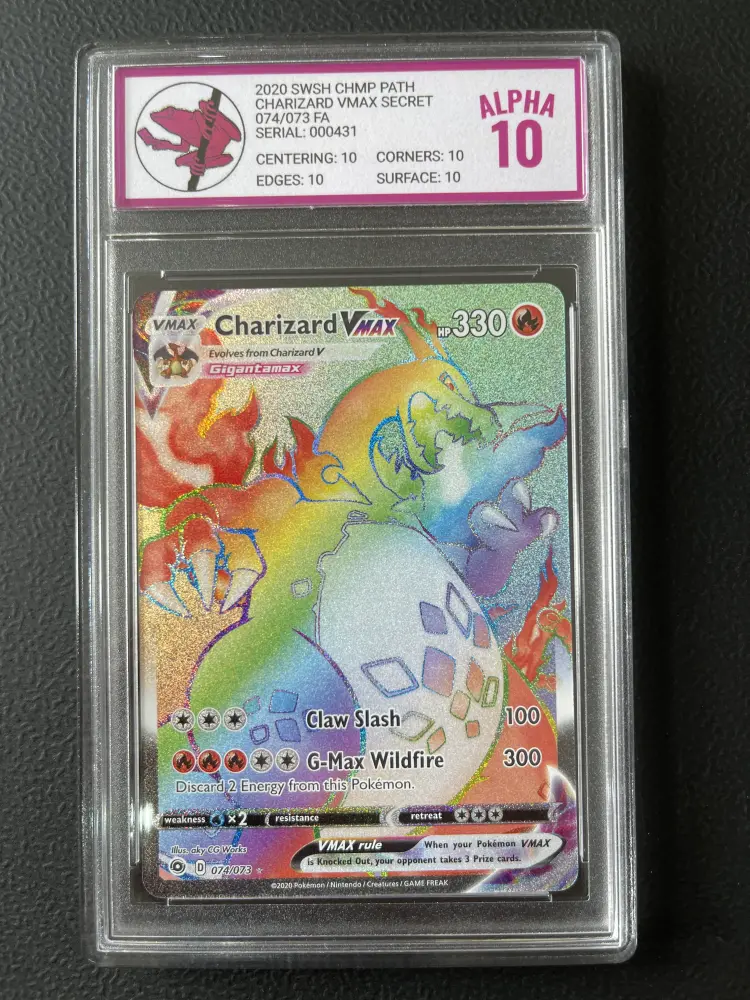 2020 SWSH CHMP PATH
CHARIZARD VMAX SECRET
074/073 FA
SERIAL: 000431
CENTERING: 10 CORNERS: 10
EDGES: 10 SURFACE: 10
ALPHA
10
VMAX Charizard VMAX HP 330
Evolves from Charizard V
Gigantamax
Claw Slash 100
G-Max Wildfire 300
Discard 2 Energy from this Pokémon.
weakness ×2 resistance retreat
VMAX rule When your Pokémon VMAX
is Knocked Out, your opponent takes 3 Prize cards.
Illus. aky CG Works
D 074/073
©2020 Pokémon / Nintendo / Creatures / GAME FREAK